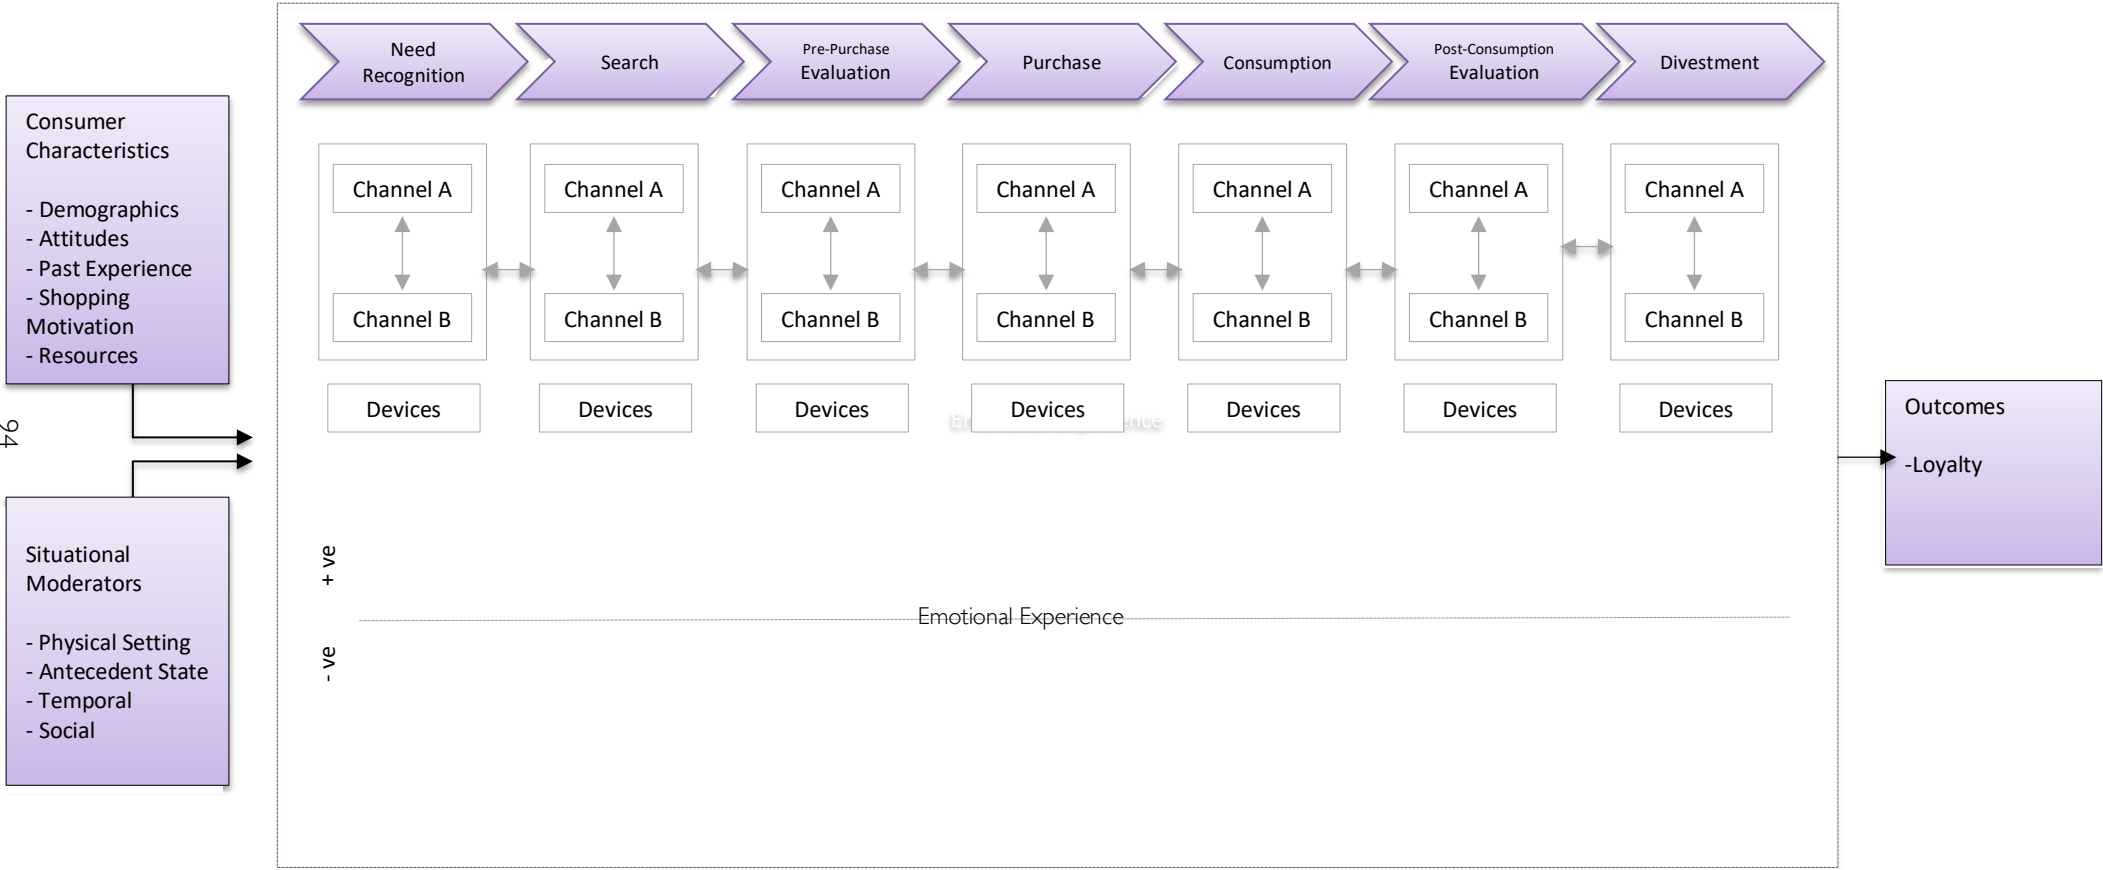 Need
Recognition
Search
Pre-Purchase
Evaluation
Purchase
Consumption
Post-Consumption
Evaluation
Divestment
Consumer
Characteristics
- Demographics
- Attitudes
- Past Experience
- Shopping
Motivation
- Resources
Channel A
Channel A
Channel A
Channel A
Channel A
Channel A
Channel A
Channel B
Channel B
Channel B
Channel B
Channel B
Channel B
Channel B
Devices
Devices
Devices
Devices
Devices
Devices
Devices
94
Situational
Moderators
- Physical Setting
- Antecedent State
- Temporal
- Social
+ ve
Emotional Experience
- ve
Outcomes
-Loyalty